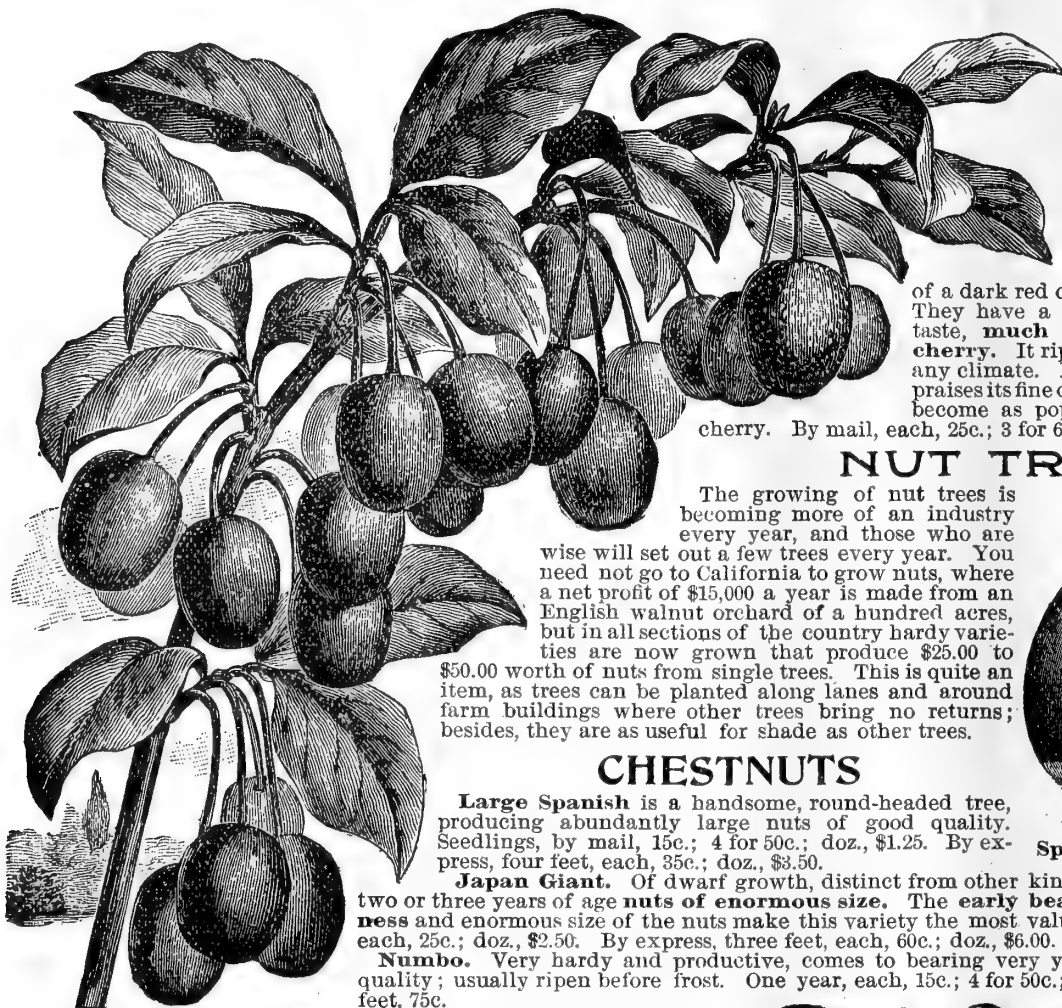 of a dark red
They have a
taste, much
cherry. It
any climate.
praises its fine
become as
cherry. By mail, each, 25c.; 3 for
NUT
The growing of nut trees is
becoming more of an industry
every year, and those who are
wise will set out a few trees every year. You
need not go to California to grow nuts, where
a net profit of $15,000 a year is made from an
English walnut orchard of a hundred acres,
but in all sections of the country hardy varie-
ties are now grown that produce $25.00 to
$50.00 worth of nuts from single trees. This is quite an
item, as trees can be planted along lanes and around
farm buildings where other trees bring no returns;
besides, they are as useful for shade as other trees.
CHESTNUTS
Large Spanish is a handsome, round-headed tree,
producing abundantly large nuts of good quality.
Seedlings, by mail, 15c.; 4 for 50c.; doz., $1.25. By ex-
press, four feet, each, 35c.; doz., $3.50.
Japan Giant. Of dwarf growth, distinct from other
two or three years of age nuts of enormous size. The early
ness and enormous size of the nuts make this variety the most
each, 25c.; doz., $2.50. By express, three feet, each, 60c.; doz., $6.00.
Numbo. Very hardy and productive, comes to bearing very
quality; usually ripen before frost. One year, each, 15c.; 4 for 50c.
feet, 75c.